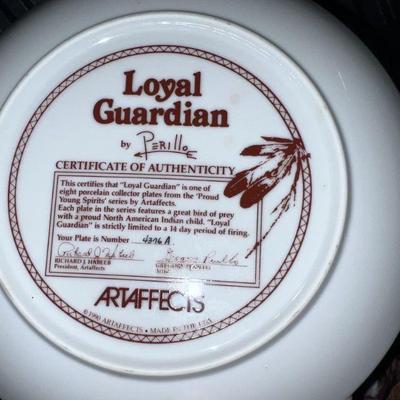 Loyal
Guardian
by PERILLO
CERTIFICATE OF AUTHENTICITY
This certifies that "Loyal Guardian" is one of
eight porcelain collector plates from the 'Proud
Young Spirits' series by Artaffects.
Each plate in the series features a great bird of prey
with a proud North American Indian child. "Loyal
Guardian" is strictly limited to a 14 day period of firing.
Your Plate is Number 4376 A
RICHARD J. HABEEB
President, Artaffects
ARTAFFECTS
©1990 ARTAFFECTS • MADE IN THE USA